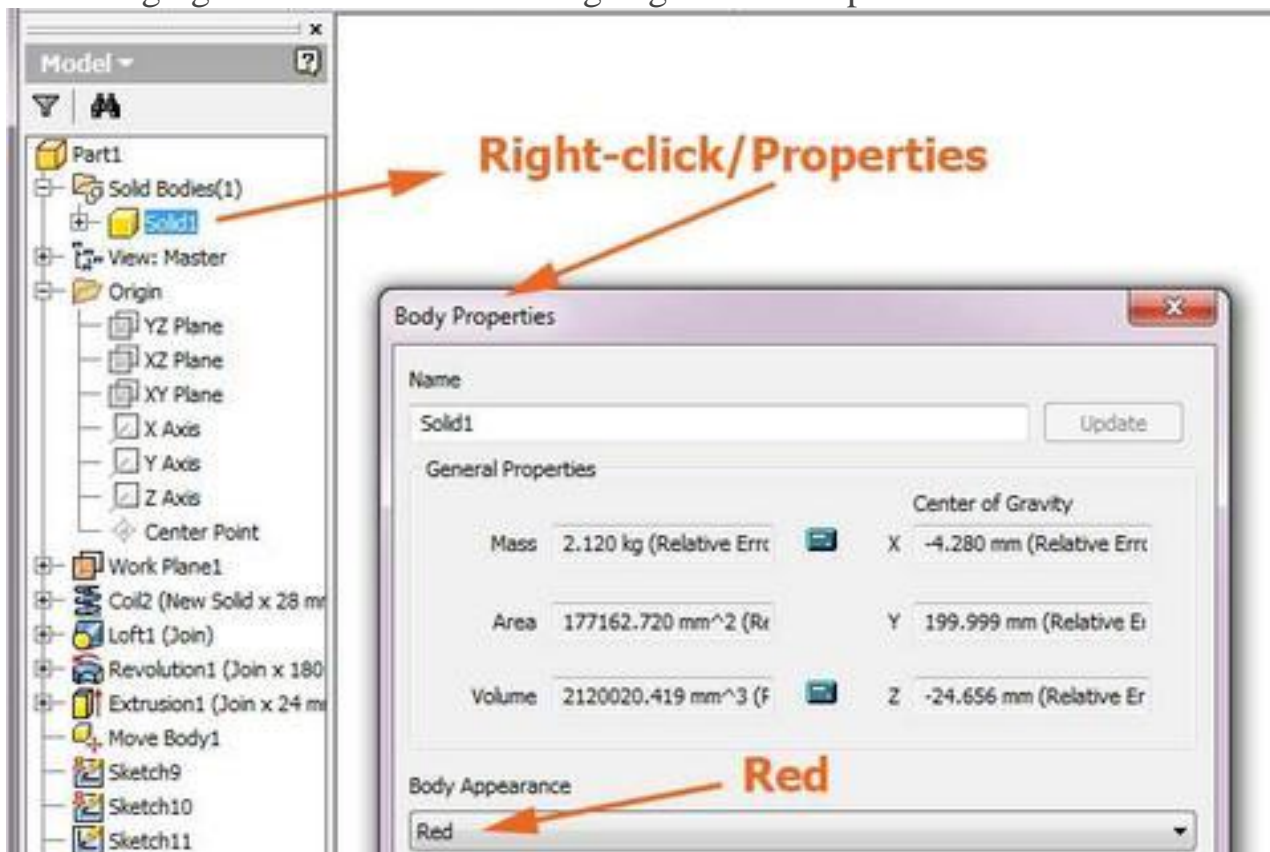 Model
Part1
Solid Bodies(1)
Solid1
View: Master
Origin
YZ Plane
XZ Plane
XY Plane
X Axis
Y Axis
Z Axis
Center Point
Work Plane1
Coil2 (New Solid x 28 mm
Loft1 (Join)
Revolution1 (Join x 180
Extrusion1 (Join x 24 mm
Move Body1
Sketch9
Sketch10
Sketch11
Right-click/Properties
Body Properties
Name
Solid1
Update
General Properties
Center of Gravity
Mass 2.120 kg (Relative Erro X -4.280 mm (Relative Erro
Area 177162.720 mm^2 (Re Y 199.999 mm (Relative Er
Volume 2120020.419 mm^3 (R Z -24.656 mm (Relative Er
Body Appearance
Red
Red